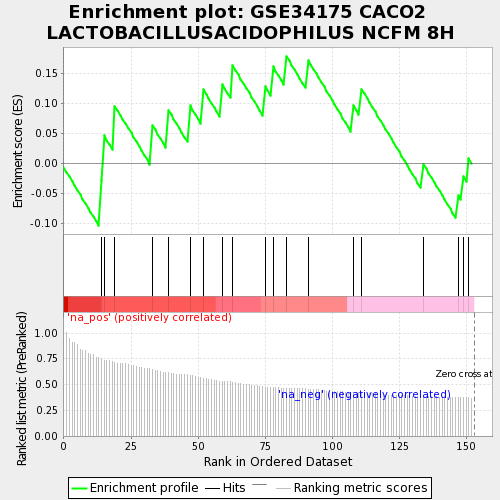 Enrichment plot: GSE34175 CACO2
LACTOBACILLUSACIDOPHILUS NCFM 8H
Enrichment score (ES)
0.15
0.10
0.05
0.00
-0.05
-0.10
'na_pos' (positively correlated)
Ranked list metric (PreRanked)
1.00
0.75
0.50
0.25
0.00
Zero cross at
'na_neg' (negatively correlated)
0 25 50 75 100 125 150
Rank in Ordered Dataset
Enrichment profile Hits Ranking metric scores